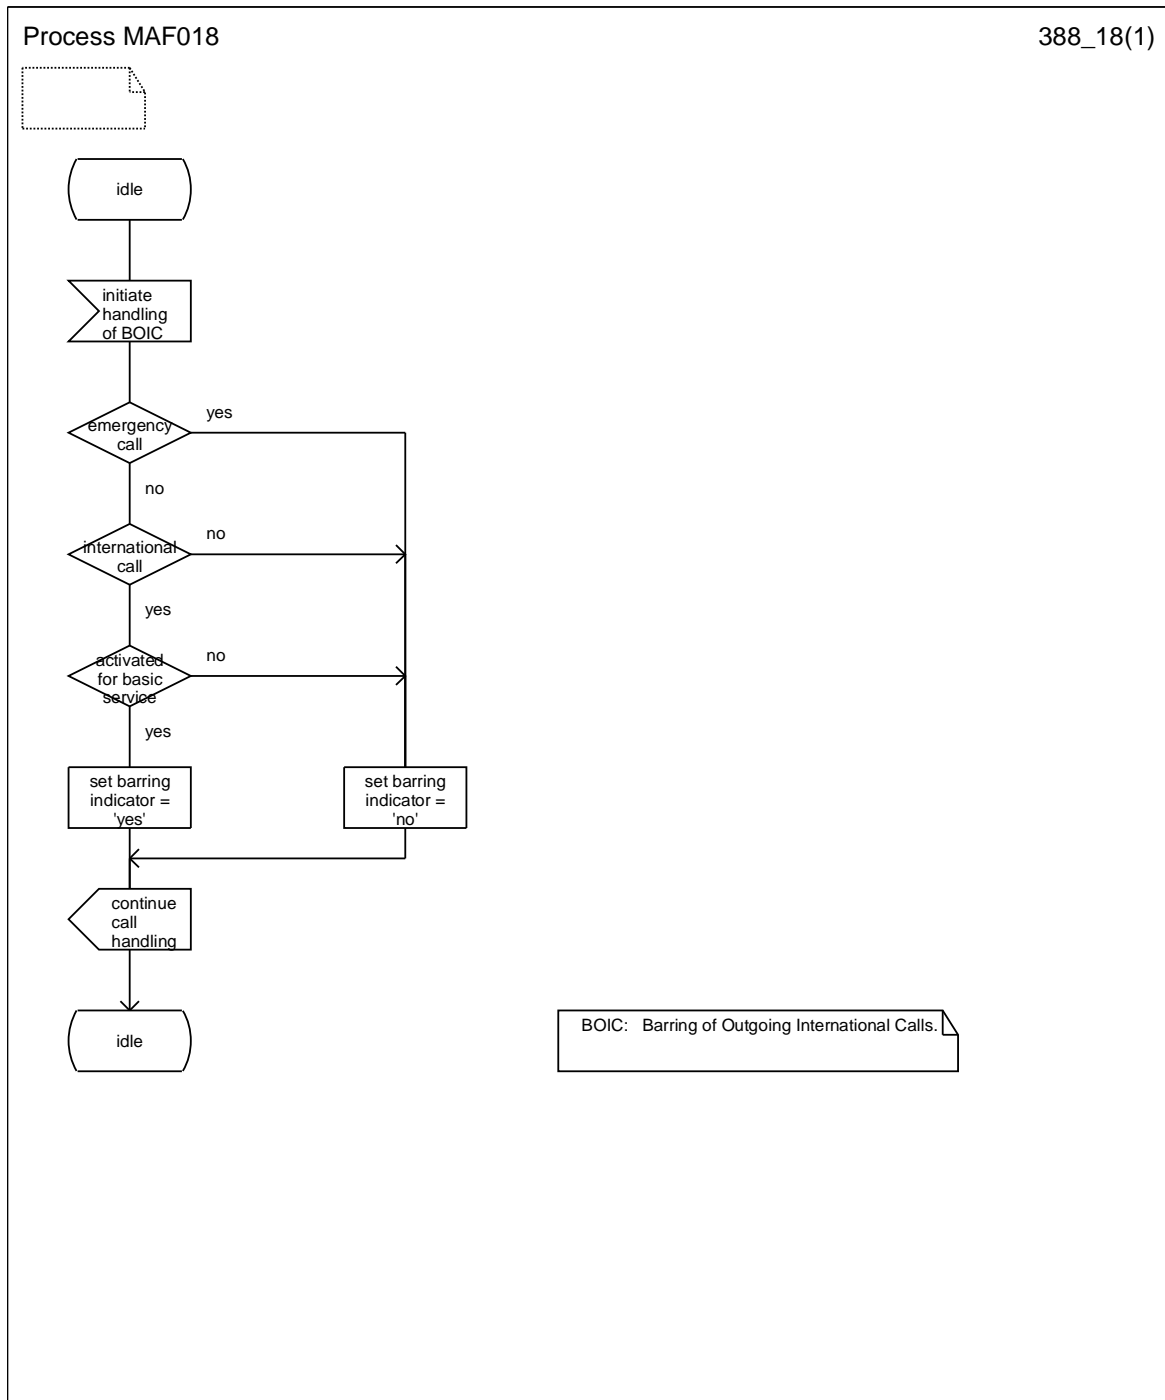 Process MAF018
388_18(1)
idle
initiate
handling
of BOIC
emergency
call
yes
no
international
call
no
yes
activated
for basic
service
no
yes
set barring
indicator =
'yes'
set barring
indicator =
'no'
continue
call
handling
idle
BOIC: Barring of Outgoing International Calls.